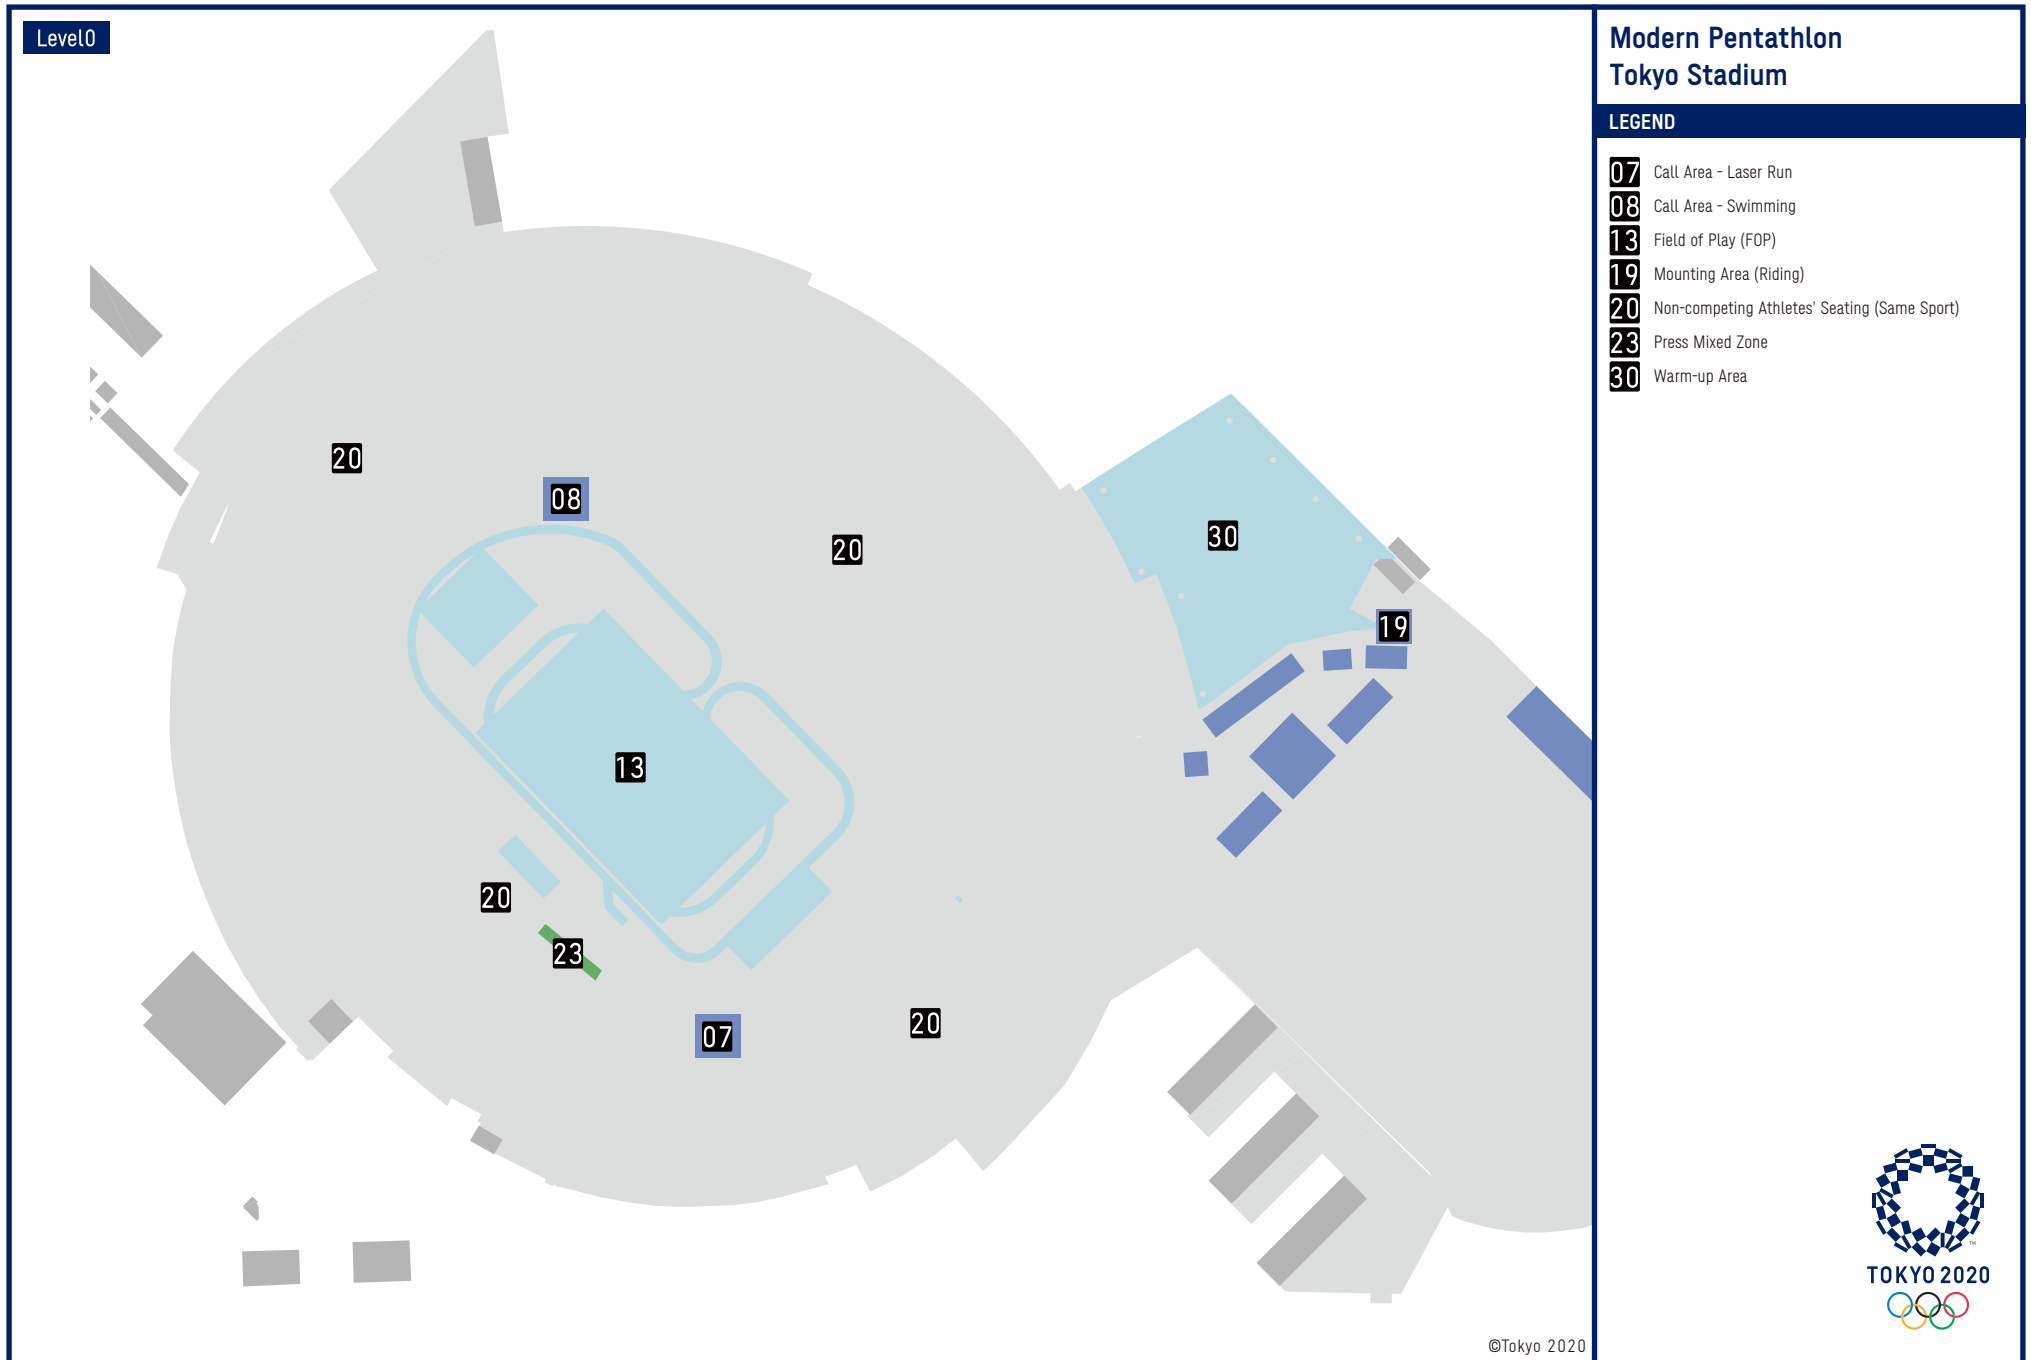 Level0
20
08
20
30
19
13
20
23
07
20
©Tokyo 2020
Modern Pentathlon
Tokyo Stadium
LEGEND
07 Call Area - Laser Run
08 Call Area - Swimming
13 Field of Play (FOP)
19 Mounting Area (Riding)
20 Non-competing Athletes' Seating (Same Sport)
23 Press Mixed Zone
30 Warm-up Area
TM
TOKYO 2020